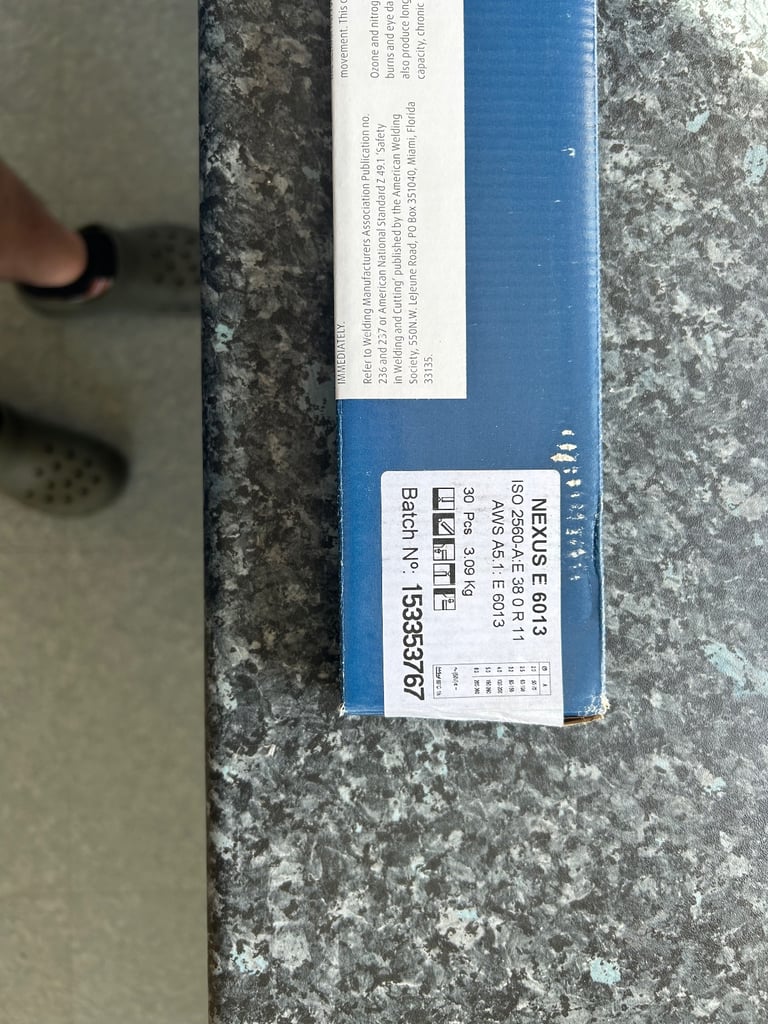 movement. This
Ozone and nitrog
burns and eye da
also produce long
capacity, chronic
IMMEDIATELY.
Refer to Welding Manufacturers Association Publication no.
236 and 237 or American National Standard Z 49.1 'Safety
in Welding and Cutting' published by the American Welding
Society, 550N.W. LeJeune Road, PO Box 351040, Miami, Florida
33135.
NEXUS E 6013
ISO 2560-A:E 38 0 R 11
AWS A5.1: E 6013
30 Pcs 3.09 Kg
Batch Nº: 153353767